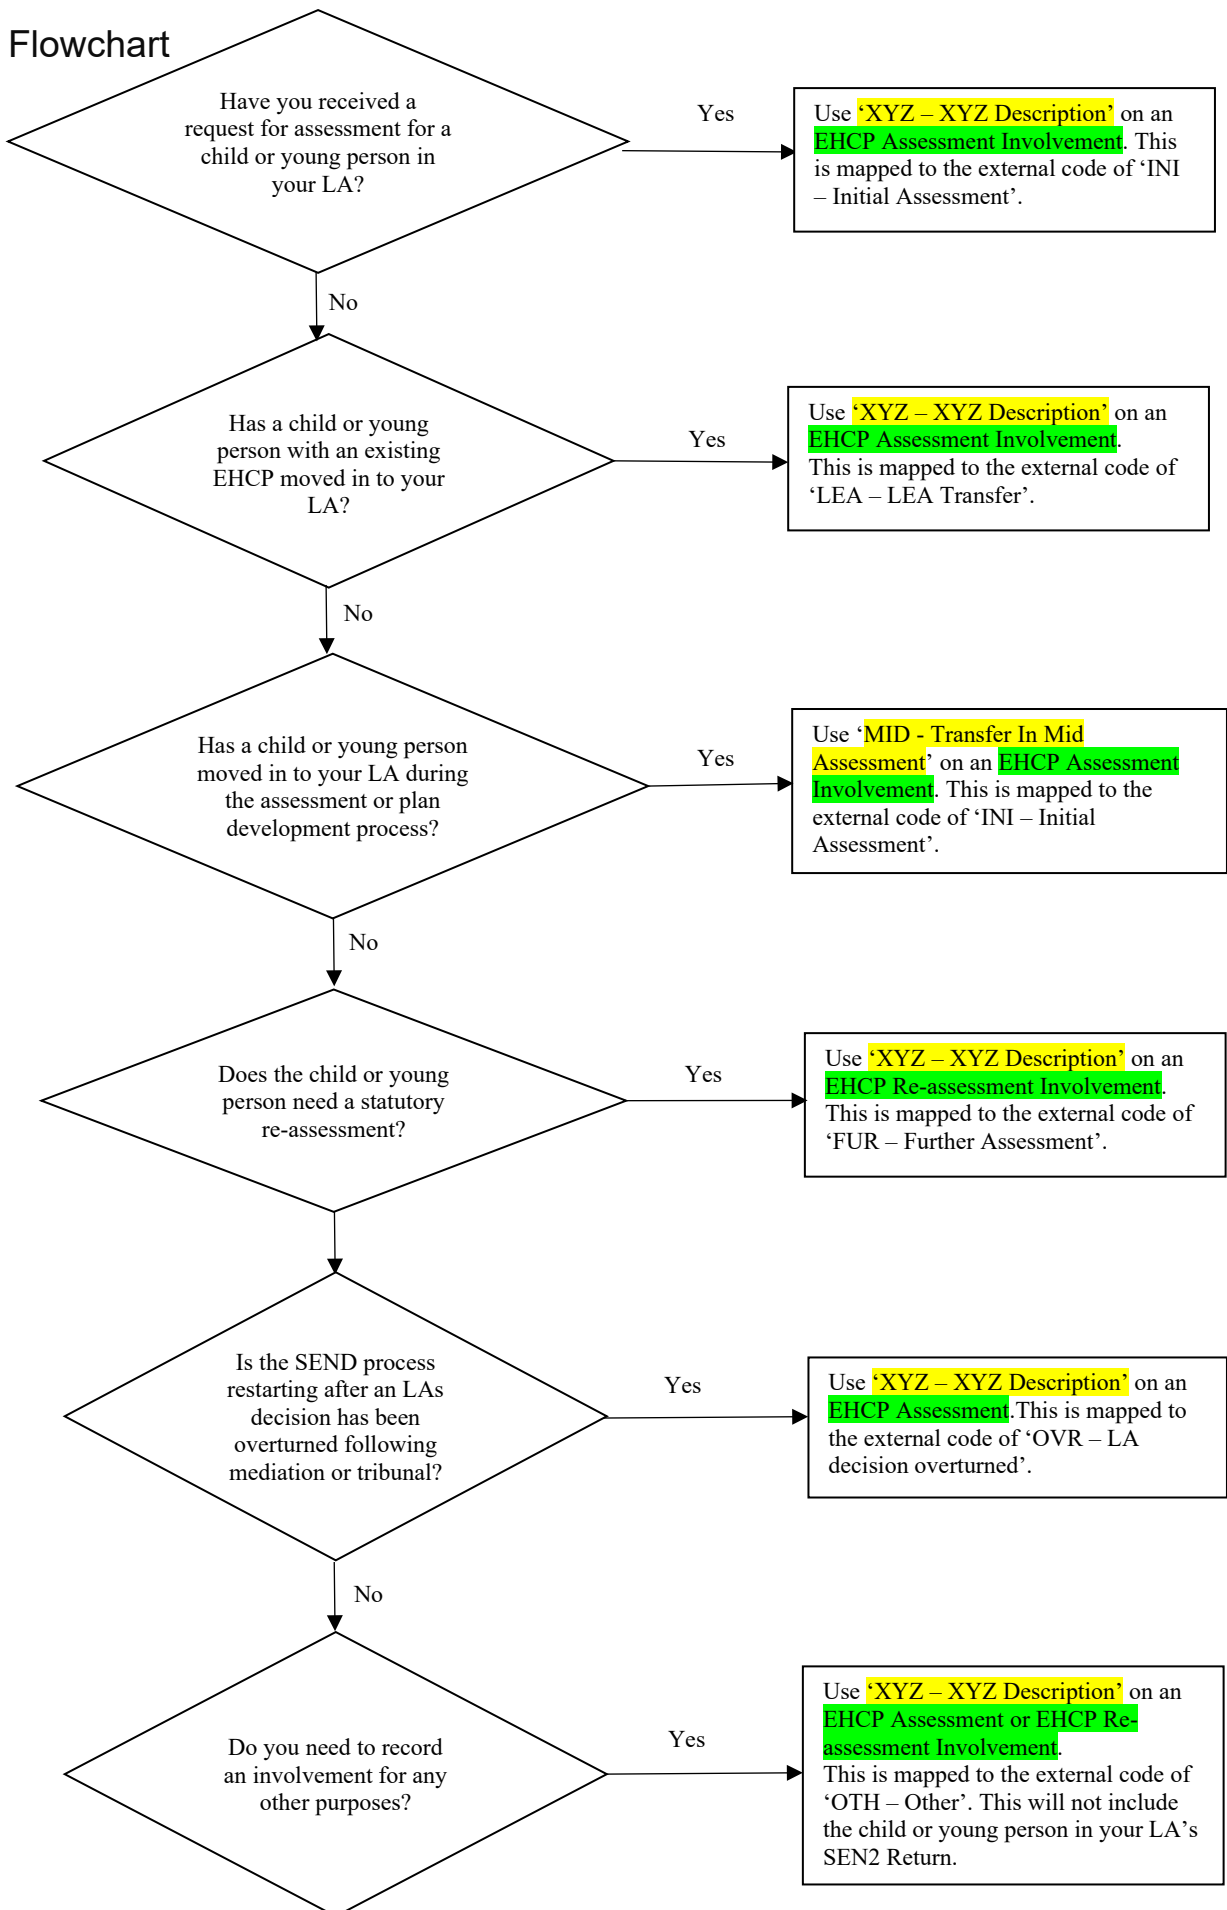 Flowchart
Have you received a
request for assessment for a
child or young person in
your LA?
Yes
Use ‘XYZ – XYZ Description’ on an
EHCP Assessment Involvement. This
is mapped to the external code of ‘INI
– Initial Assessment’.
No
Has a child or young
person with an existing
EHCP moved in to your
LA?
Yes
Use ‘XYZ – XYZ Description’ on an
EHCP Assessment Involvement.
This is mapped to the external code of
‘LEA – LEA Transfer’.
No
Has a child or young person
moved in to your LA during
the assessment or plan
development process?
Yes
Use ‘MID - Transfer In Mid
Assessment’ on an EHCP Assessment
Involvement. This is mapped to the
external code of ‘INI – Initial
Assessment’.
No
Does the child or young
person need a statutory
re-assessment?
Yes
Use ‘XYZ – XYZ Description’ on an
EHCP Re-assessment Involvement.
This is mapped to the external code of
‘FUR – Further Assessment’.
Is the SEND process
restarting after an LAs
decision has been
overturned following
mediation or tribunal?
Yes
Use ‘XYZ – XYZ Description’ on an
EHCP Assessment.This is mapped to
the external code of ‘OVR – LA
decision overturned’.
No
Do you need to record
an involvement for any
other purposes?
Yes
Use ‘XYZ – XYZ Description’ on an
EHCP Assessment or EHCP Re-
assessment Involvement.
This is mapped to the external code of
‘OTH – Other’. This will not include
the child or young person in your LA’s
SEN2 Return.